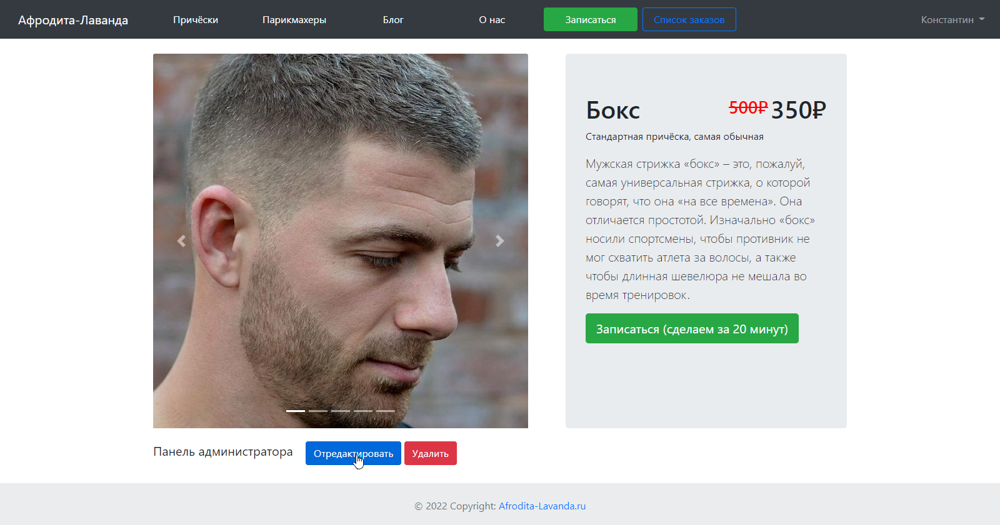 Афродита-Лаванда Причёски Парикмахеры Блог О нас Записаться Список заказов Константин
Бокс 500₽ 350₽
Стандартная причёска, самая обычная
Мужская стрижка «бокс» – это, пожалуй,
самая универсальная стрижка, о которой
говорят, что она «на все времена». Она
отличается простотой. Изначально «бокс»
носили спортсмены, чтобы противник не
мог схватить атлета за волосы, а также
чтобы длинная шевелюра не мешала во
время тренировок.
Записаться (сделаем за 20 минут)
Панель администратора Отредактировать Удалить
© 2022 Copyright: Afrodita-Lavanda.ru